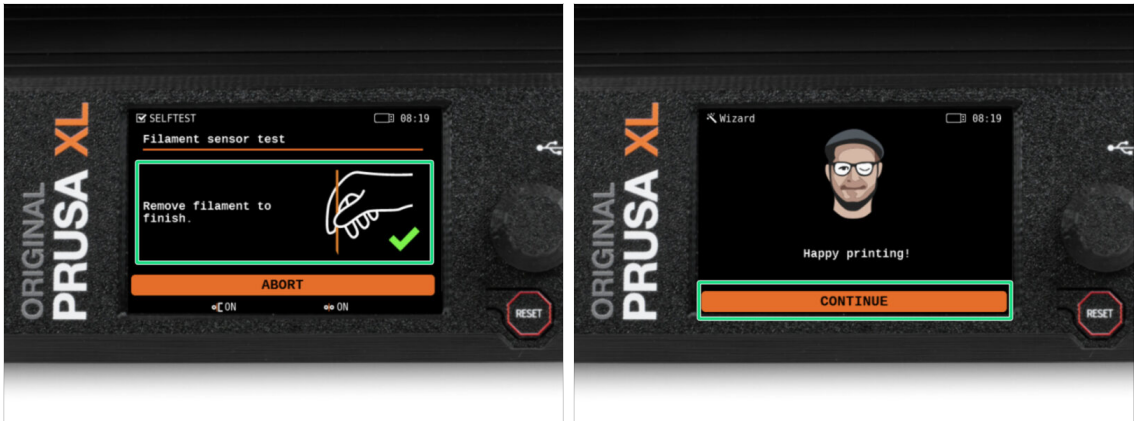 ORIGINAL
PRUSA XL
SELFTEST
08:19
Filament sensor test
Remove filament to
finish.
ABORT
ON
ON
RESET
ORIGINAL
PRUSA XL
Wizard
08:19
Happy printing!
CONTINUE
RESET